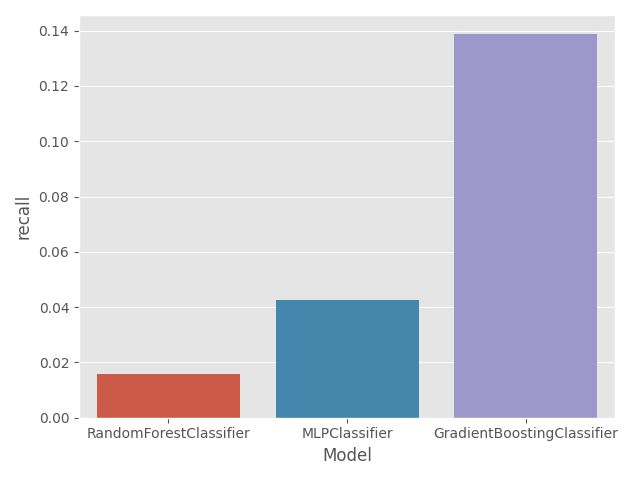 0.14
0.12
0.10
0.08
0.06
0.04
0.02
0.00
recall
RandomForestClassifier
MLPClassifier
GradientBoostingClassifier
Model